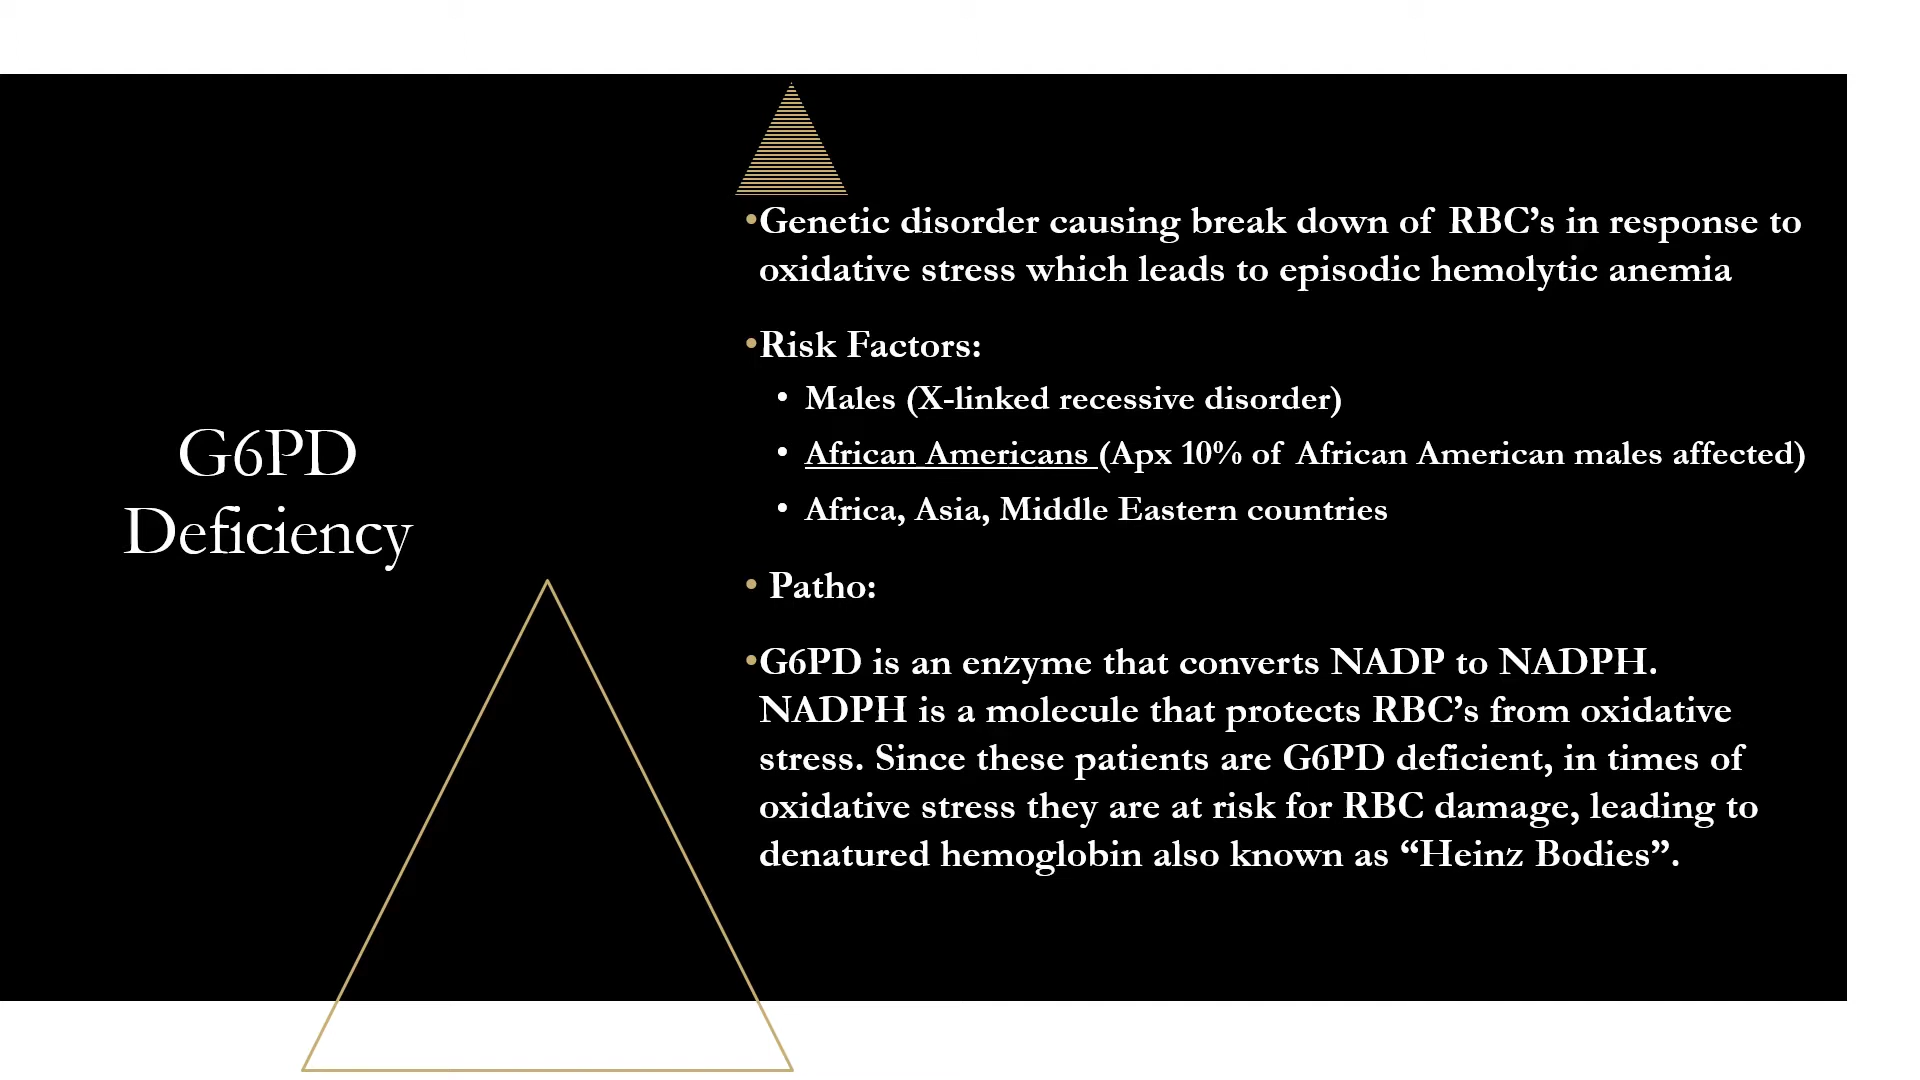 G6PD
Deficiency
•Genetic disorder causing break down of RBC’s in response to
oxidative stress which leads to episodic hemolytic anemia
•Risk Factors:
• Males (X-linked recessive disorder)
• African Americans (Apx 10% of African American males affected)
• Africa, Asia, Middle Eastern countries
• Patho:
•G6PD is an enzyme that converts NADP to NADPH.
NADPH is a molecule that protects RBC’s from oxidative
stress. Since these patients are G6PD deficient, in times of
oxidative stress they are at risk for RBC damage, leading to
denatured hemoglobin also known as “Heinz Bodies”.